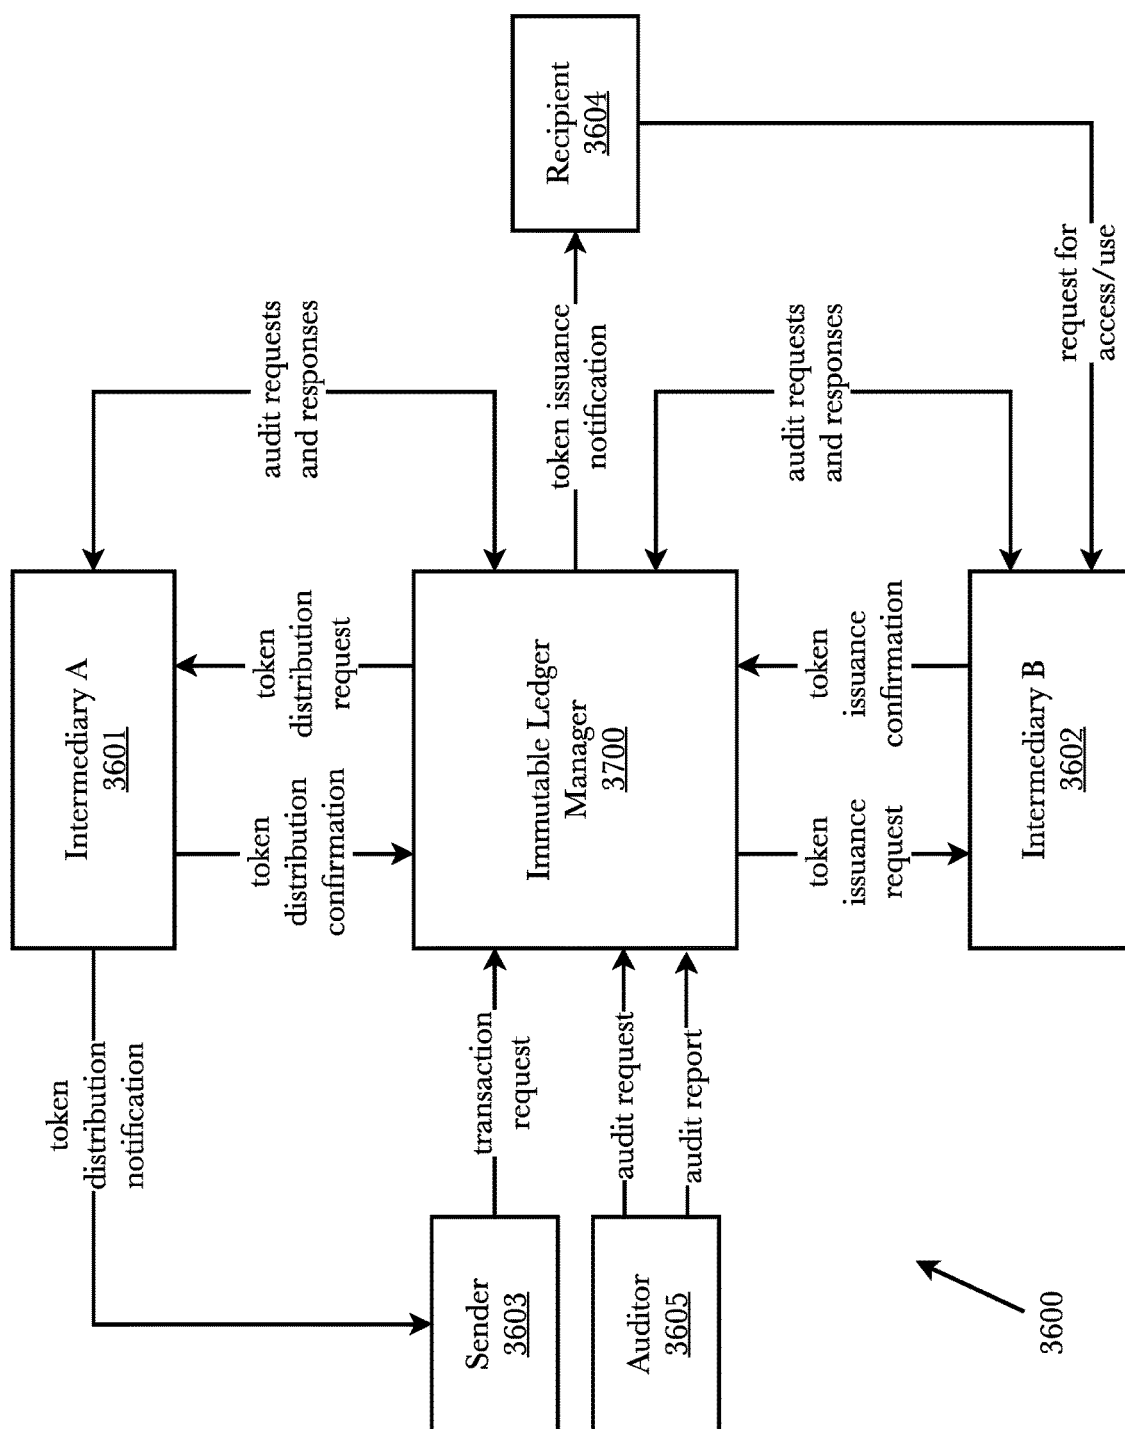 Intermediary A
3601
token
distribution
notification
token
distribution
confirmation
token
distribution
request
audit requests
and responses
Sender
3603
transaction
request
Immutable Ledger
Manager
3700
token issuance
notification
Recipient
3604
Auditor
3605
audit request
audit report
token
issuance
request
token
issuance
confirmation
audit requests
and responses
request for
access/use
Intermediary B
3602
3600